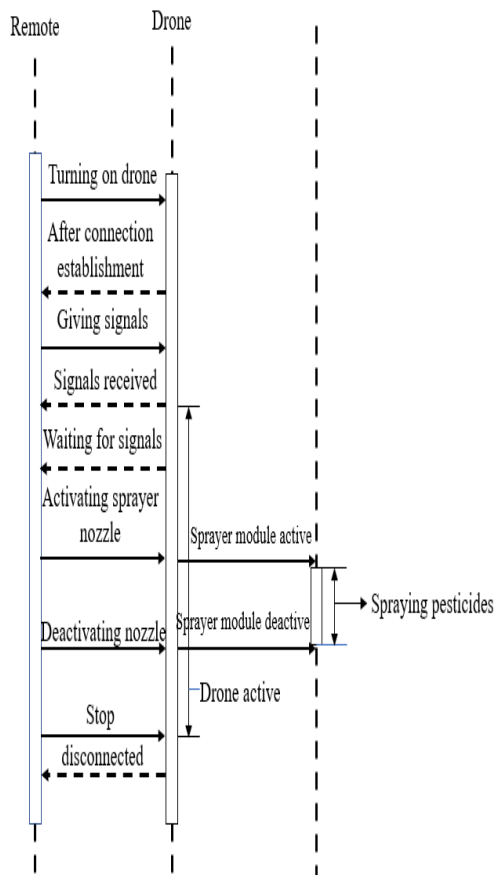 Remote
Drone
Turning on drone
After connection
establishment
Giving signals
Signals received
Waiting for signals
Activating sprayer
nozzle
Sprayer module active
Spraying pesticides
Deactivating nozzle
Sprayer module deactive
Drone active
Stop
disconnected